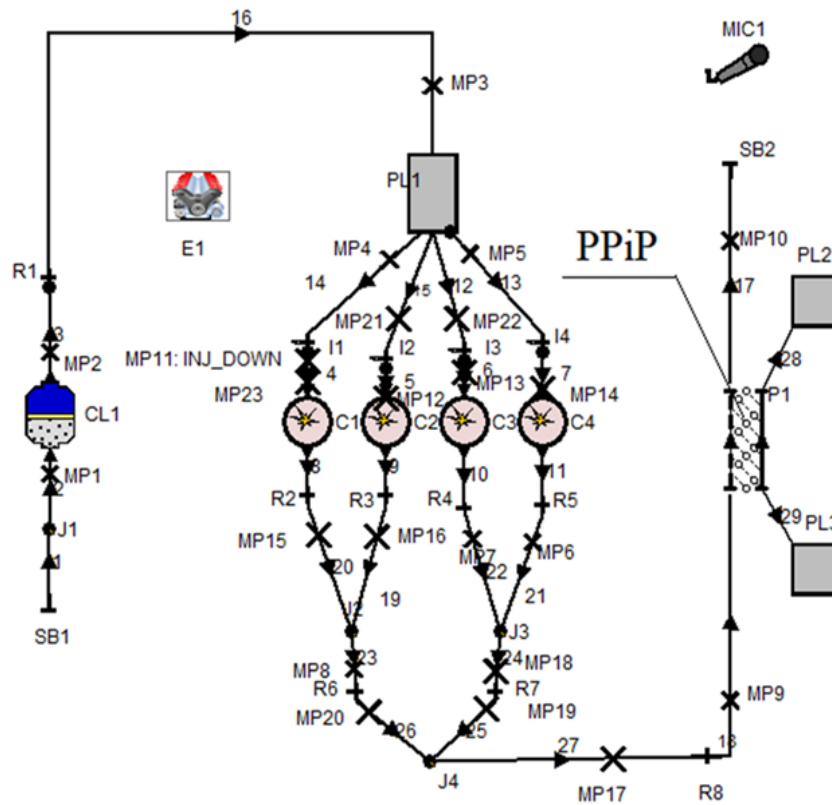 16
MIC1
MP3
SB2
PL1
E1
MP4
MP5
PPiP
MP10
PL2
R1
14
15
12
13
17
3
MP21
MP22
28
MP2
I1
I2
I3
I4
MP11: INJ_DOWN
4
5
6
7
MP23
MP12
MP13
MP14
P1
CL1
C1
C2
C3
C4
MP1
8
9
10
11
2
R2
R3
R4
R5
29
PL3
J1
MP15
MP16
MP7
MP6
1
20
19
22
21
SB1
J2
J3
23
24
MP8
MP18
R6
R7
MP9
MP20
MP19
26
25
27
18
J4
MP17
R8